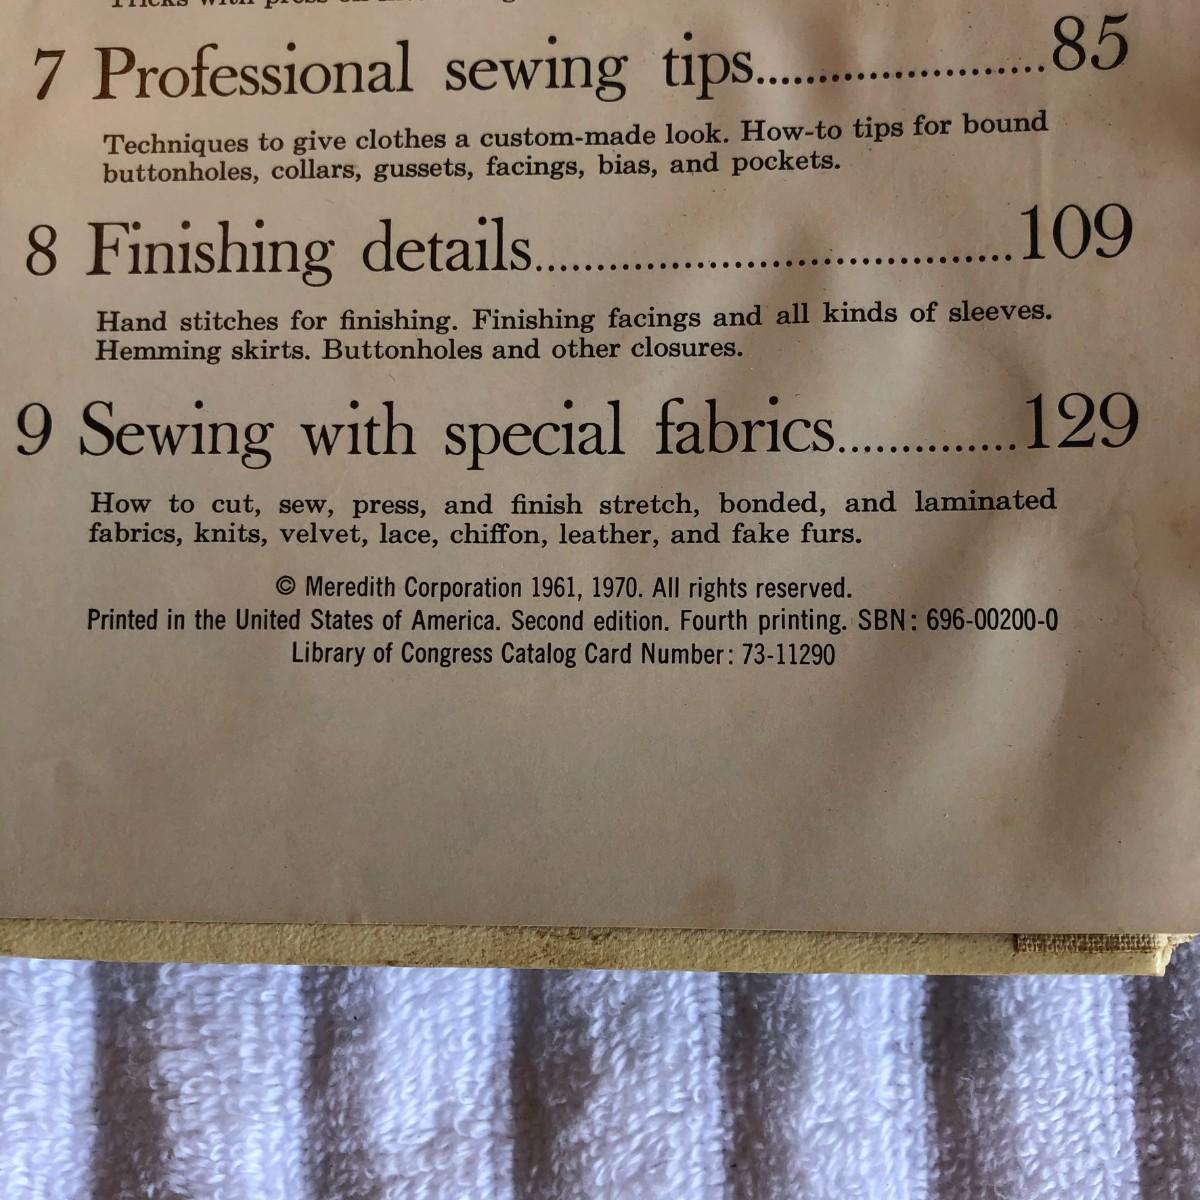 7 Professional sewing tips......................85
Techniques to give clothes a custom-made look. How-to tips for bound
buttonholes, collars, gussets, facings, bias, and pockets.
8 Finishing details.......................................109
Hand stitches for finishing. Finishing facings and all kinds of sleeves.
Hemming skirts. Buttonholes and other closures.
9 Sewing with special fabrics..............129
How to cut, sew, press, and finish stretch, bonded, and laminated
fabrics, knits, velvet, lace, chiffon, leather, and fake furs.
© Meredith Corporation 1961, 1970. All rights reserved.
Printed in the United States of America. Second edition. Fourth printing. SBN: 696-00200-0
Library of Congress Catalog Card Number: 73-11290